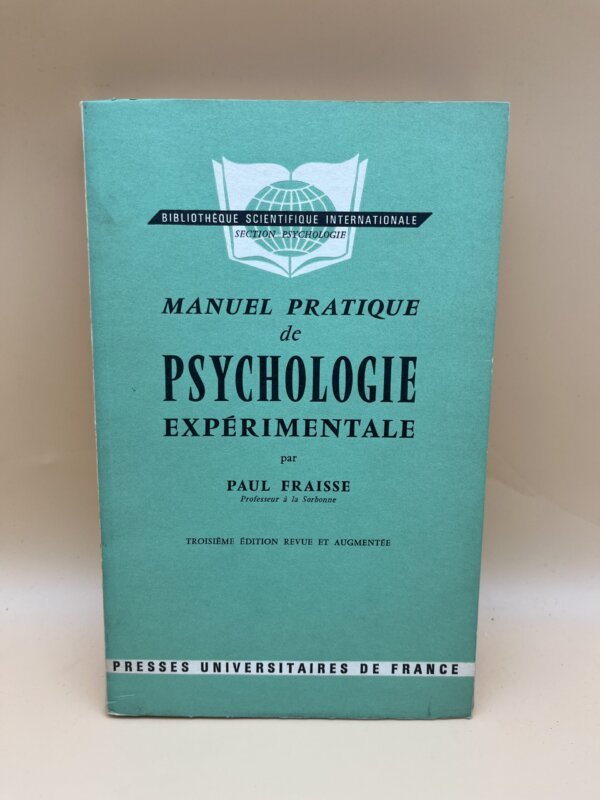 BIBLIOTHÈQUE SCIENTIFIQUE INTERNATIONALE
SECTION PSYCHOLOGIE
MANUEL PRATIQUE
de
PSYCHOLOGIE
EXPÉRIMENTALE
par
PAUL FRAISSE
Professeur à la Sorbonne
TROISIÈME ÉDITION REVUE ET AUGMENTÉE
PRESSES UNIVERSITAIRES DE FRANCE